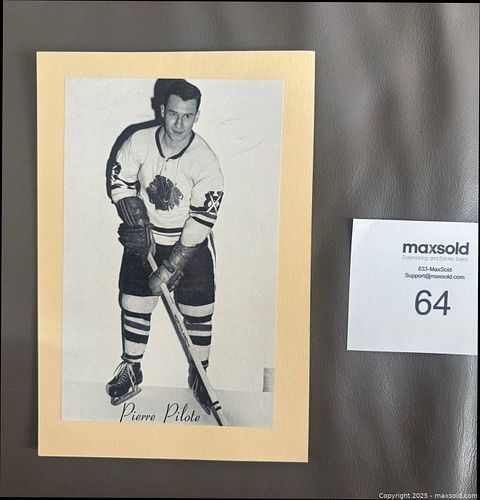 Pierre Pilote
maxsold
Downsizing and Estate Sales
833-MaxSold
Support@maxsold.com
64
Copyright 2025 - maxsold.com